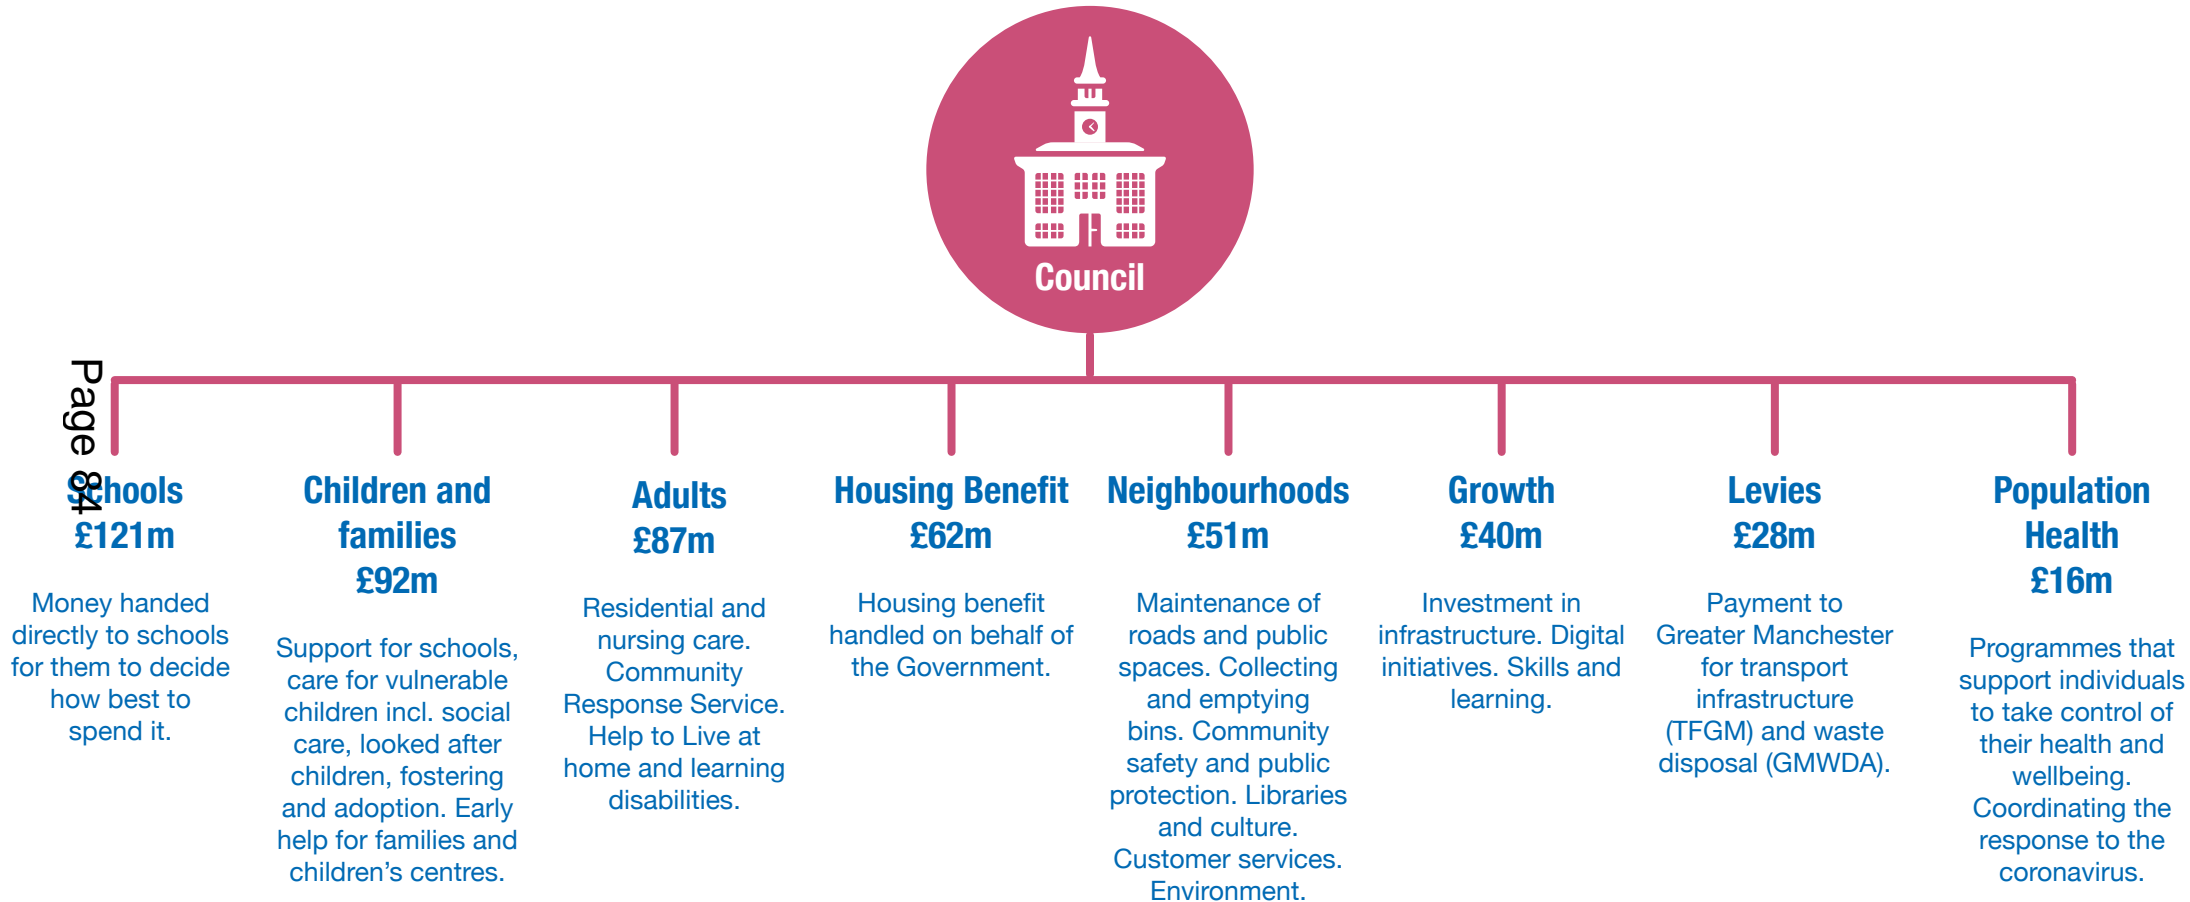 Council
Page 84
Schools
£121m
Money handed
directly to schools
for them to decide
how best to
spend it.
Children and
families
£92m
Support for schools,
care for vulnerable
children incl. social
care, looked after
children, fostering
and adoption. Early
help for families and
children’s centres.
Adults
£87m
Residential and
nursing care.
Community
Response Service.
Help to Live at
home and learning
disabilities.
Housing Benefit
£62m
Housing benefit
handled on behalf of
the Government.
Neighbourhoods
£51m
Maintenance of
roads and public
spaces. Collecting
and emptying
bins. Community
safety and public
protection. Libraries
and culture.
Customer services.
Environment.
Growth
£40m
Investment in
infrastructure. Digital
initiatives. Skills and
learning.
Levies
£28m
Payment to
Greater Manchester
for transport
infrastructure
(TFGM) and waste
disposal (GMWDA).
Population
Health
£16m
Programmes that
support individuals
to take control of
their health and
wellbeing.
Coordinating the
response to the
coronavirus.